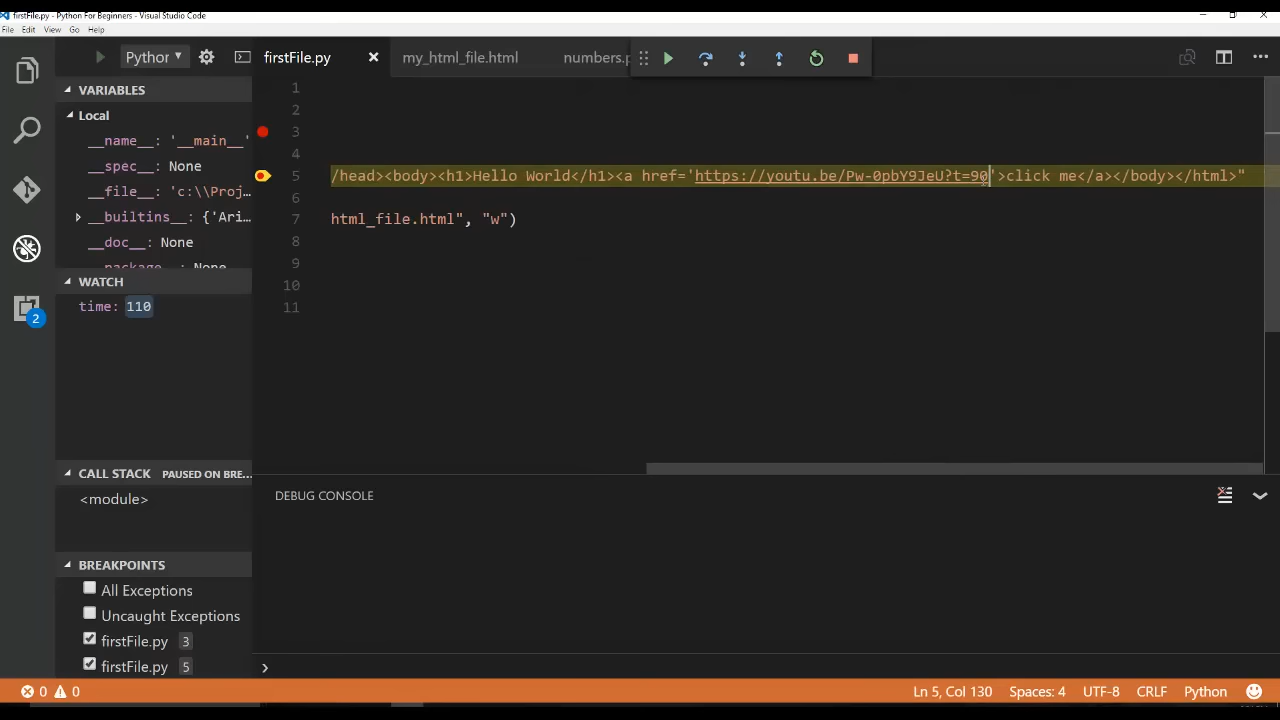 firstFile.py - Python For Beginners - Visual Studio Code
File Edit View Go Help
Python
firstFile.py
my_html_file.html
numbers.p
VARIABLES
Local
__name__: '__main__'
__spec__: None
__file__: 'c:\\Proj...
__builtins__: {'Ari...
__doc__: None
__package__: None
WATCH
time: 110
CALL STACK PAUSED ON BRE...
<module>
BREAKPOINTS
All Exceptions
Uncaught Exceptions
firstFile.py 3
firstFile.py 5
2
1
2
3
4
5 /head><body><h1>Hello World</h1><a href='https://youtu.be/Pw-0pbY9JeU?t=90'>click me</a></body></html>"
6
7 html_file.html", "w")
8
9
10
11
DEBUG CONSOLE
0 0
Ln 5, Col 130 Spaces: 4 UTF-8 CRLF Python